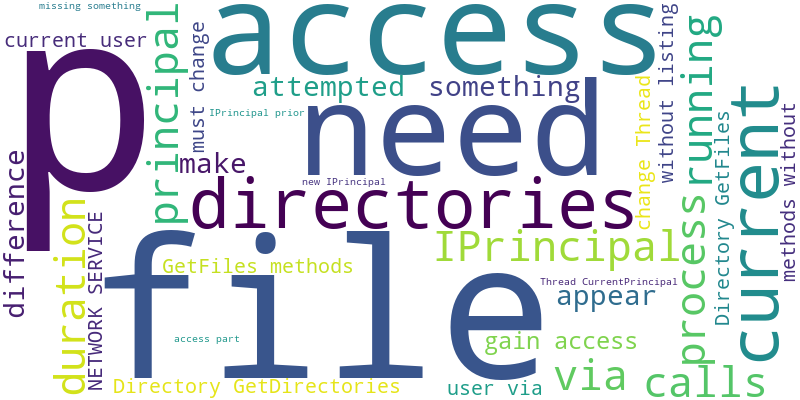 missing something
current user
p
principal
must change
access
attempted
something
IPrincipal prior
need
make
new IPrincipal
directories
difference
duration
NETWORK SERVICE
file
GetFiles methods
access part
Directory GetDirectories
IPrincipal
Thread CurrentPrincipal
appear
gain access
via
user via
calls
change Thread
without listing
running
process
Directory GetFiles
current
methods without